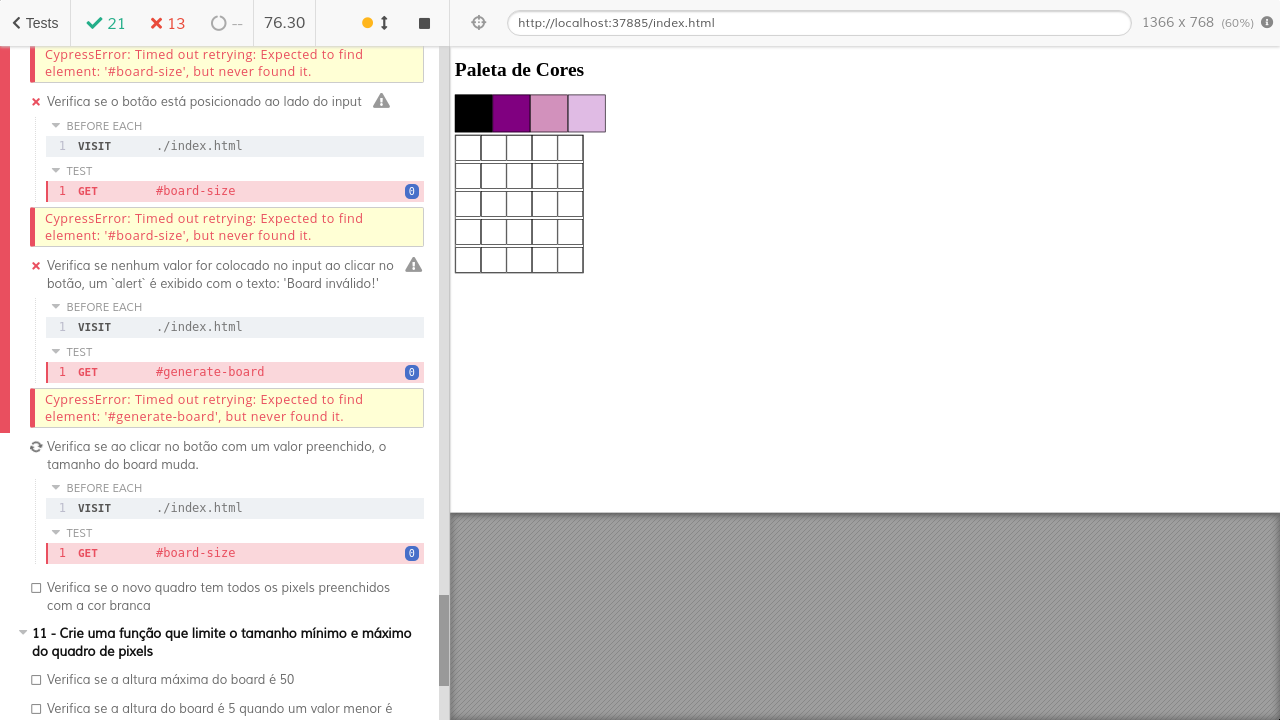 Tests
21
13
--
76.30
http://localhost:37885/index.html
1366 x 768 (60%)
CypressError: Timed out retrying: Expected to find
element: '#board-size', but never found it.
Verifica se o botão está posicionado ao lado do input
BEFORE EACH
1 VISIT ./index.html
TEST
1 GET #board-size 0
CypressError: Timed out retrying: Expected to find
element: '#board-size', but never found it.
Verifica se nenhum valor for colocado no input ao clicar no
botão, um `alert` é exibido com o texto: 'Board inválido!'
BEFORE EACH
1 VISIT ./index.html
TEST
1 GET #generate-board 0
CypressError: Timed out retrying: Expected to find
element: '#generate-board', but never found it.
Verifica se ao clicar no botão com um valor preenchido, o
tamanho do board muda.
BEFORE EACH
1 VISIT ./index.html
TEST
1 GET #board-size 0
Verifica se o novo quadro tem todos os pixels preenchidos
com a cor branca
11 - Crie uma função que limite o tamanho mínimo e máximo
do quadro de pixels
Verifica se a altura máxima do board é 50
Verifica se a altura do board é 5 quando um valor menor é
Paleta de Cores